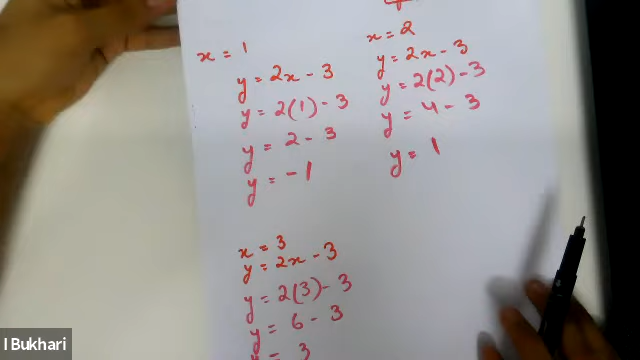 x = 1
y = 2x - 3
y = 2(1) - 3
y = 2 - 3
y = -1
x = 2
y = 2x - 3
y = 2(2) - 3
y = 4 - 3
y = 1
x = 3
y = 2x - 3
y = 2(3) - 3
y = 6 - 3
y = 3
I Bukhari